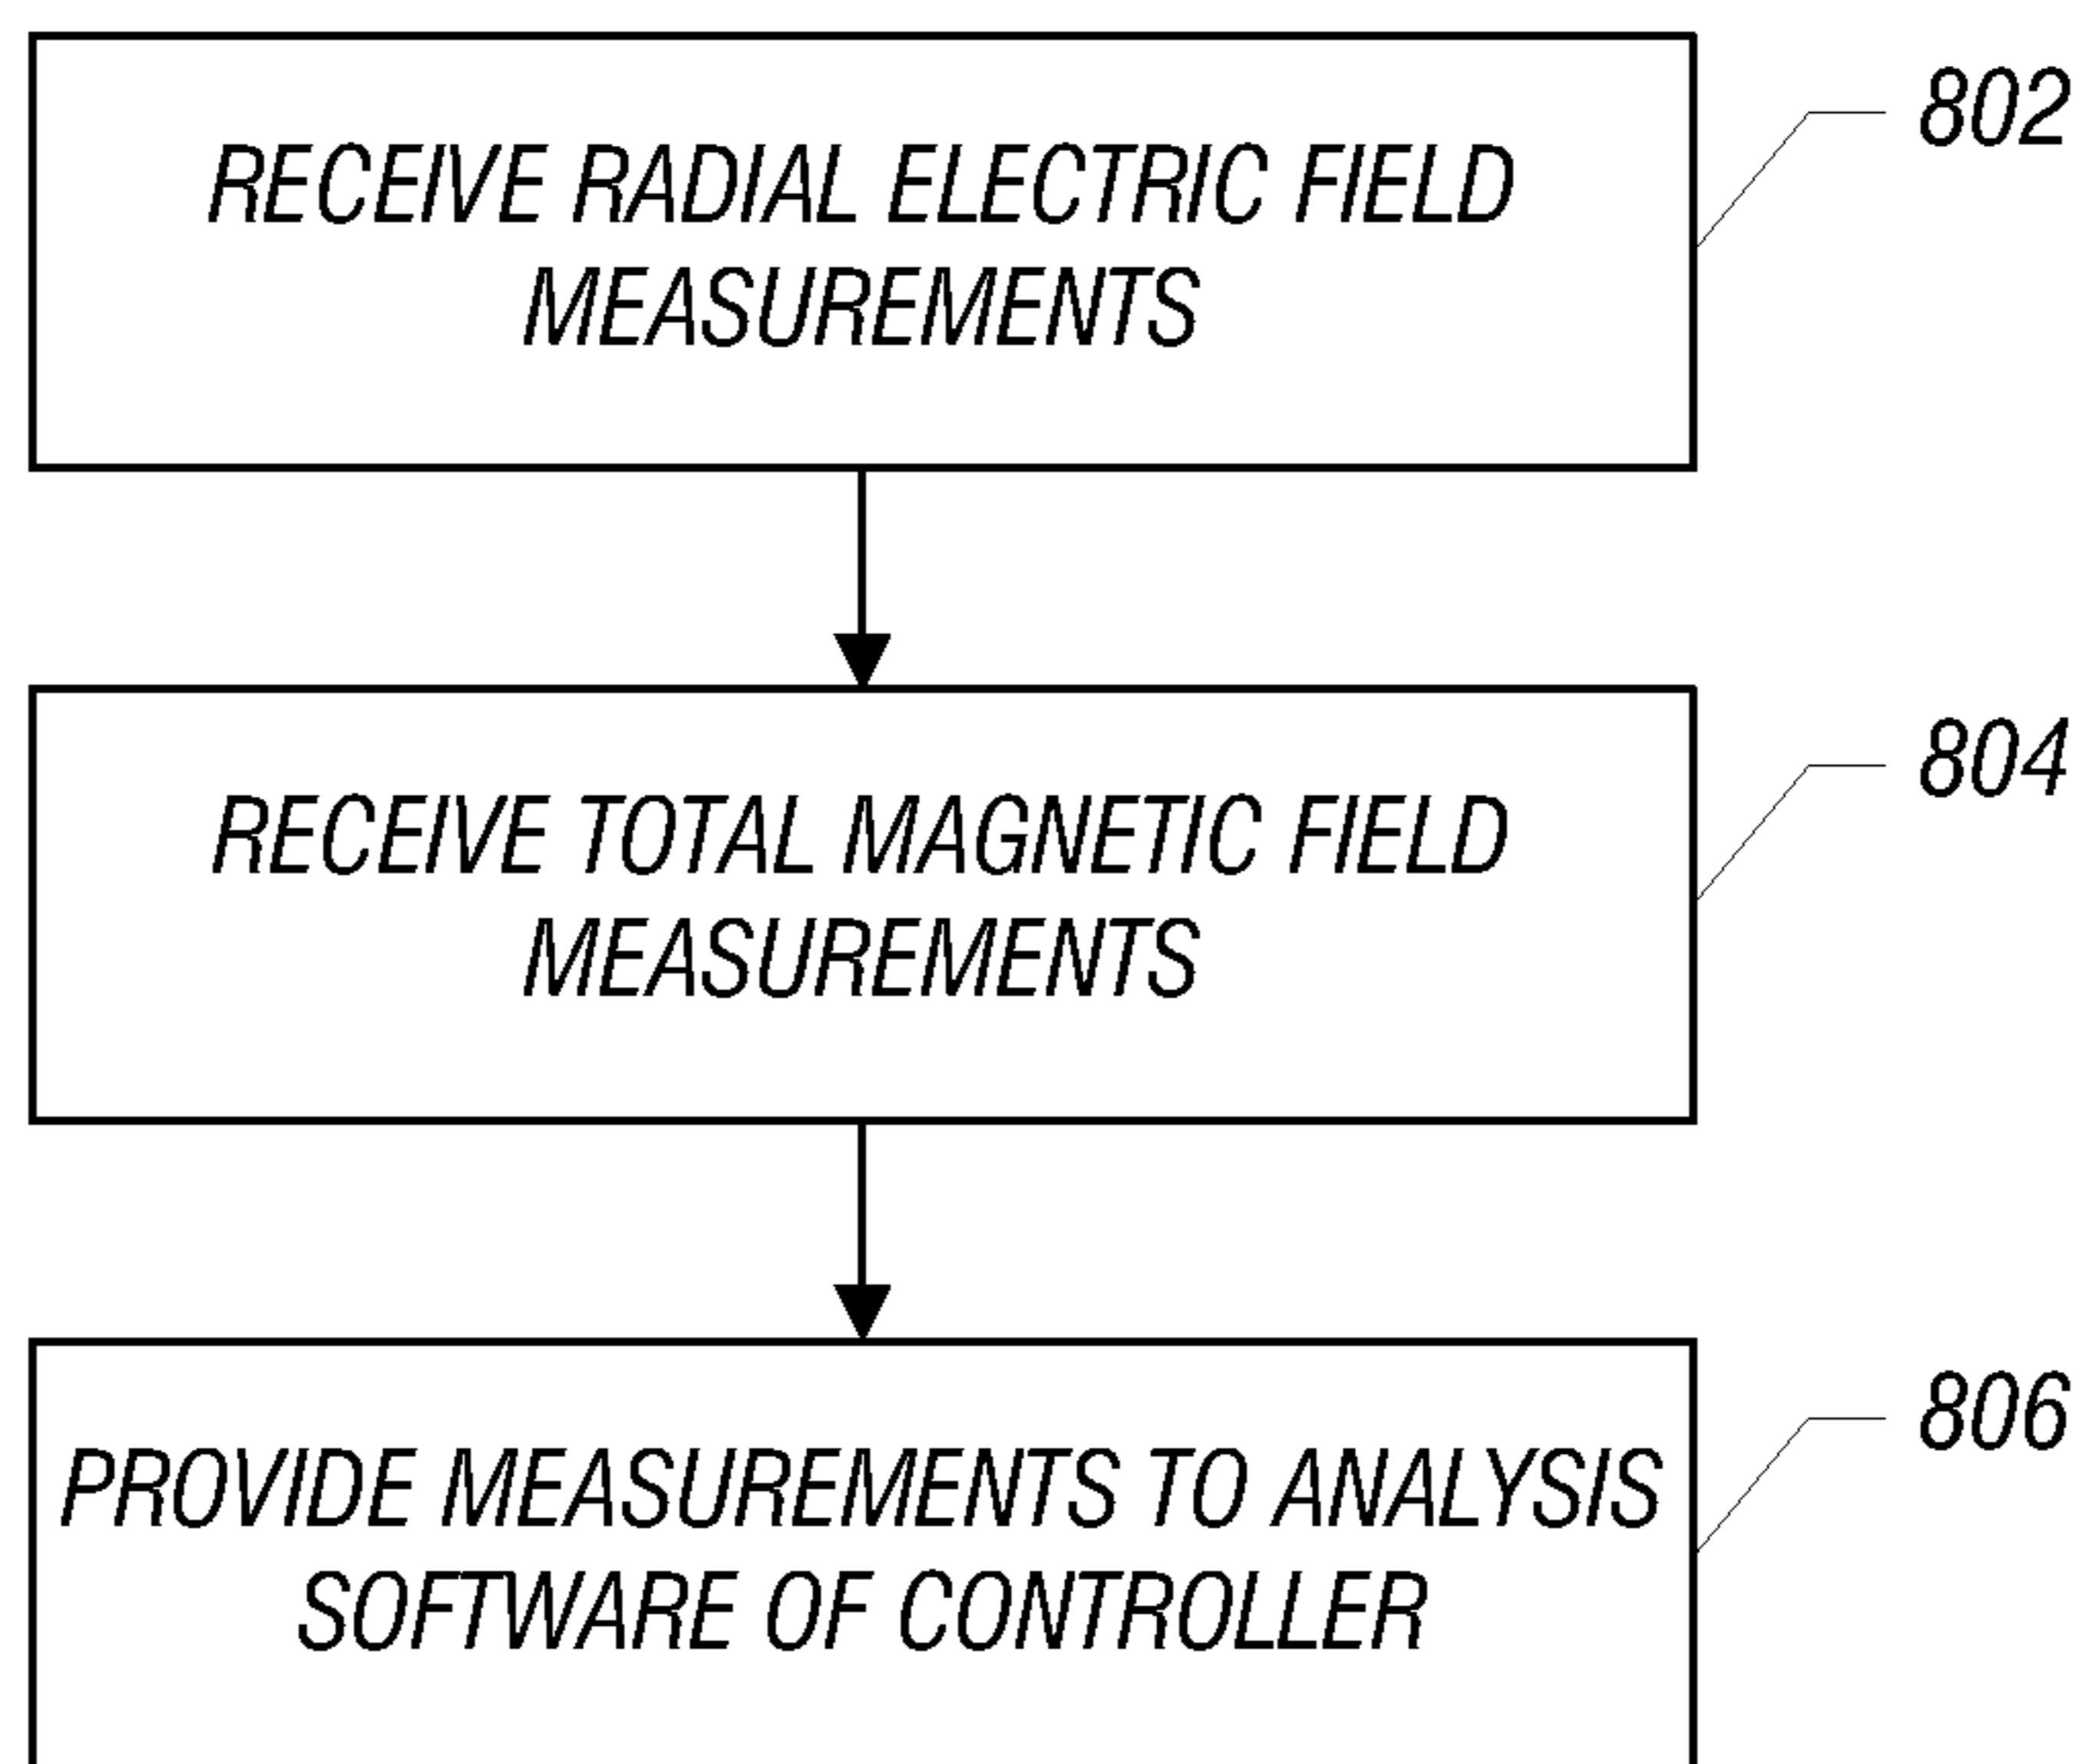 RECEIVE RADIAL ELECTRIC FIELD
MEASUREMENTS
802
RECEIVE TOTAL MAGNETIC FIELD
MEASUREMENTS
804
PROVIDE MEASUREMENTS TO ANALYSIS
SOFTWARE OF CONTROLLER
806